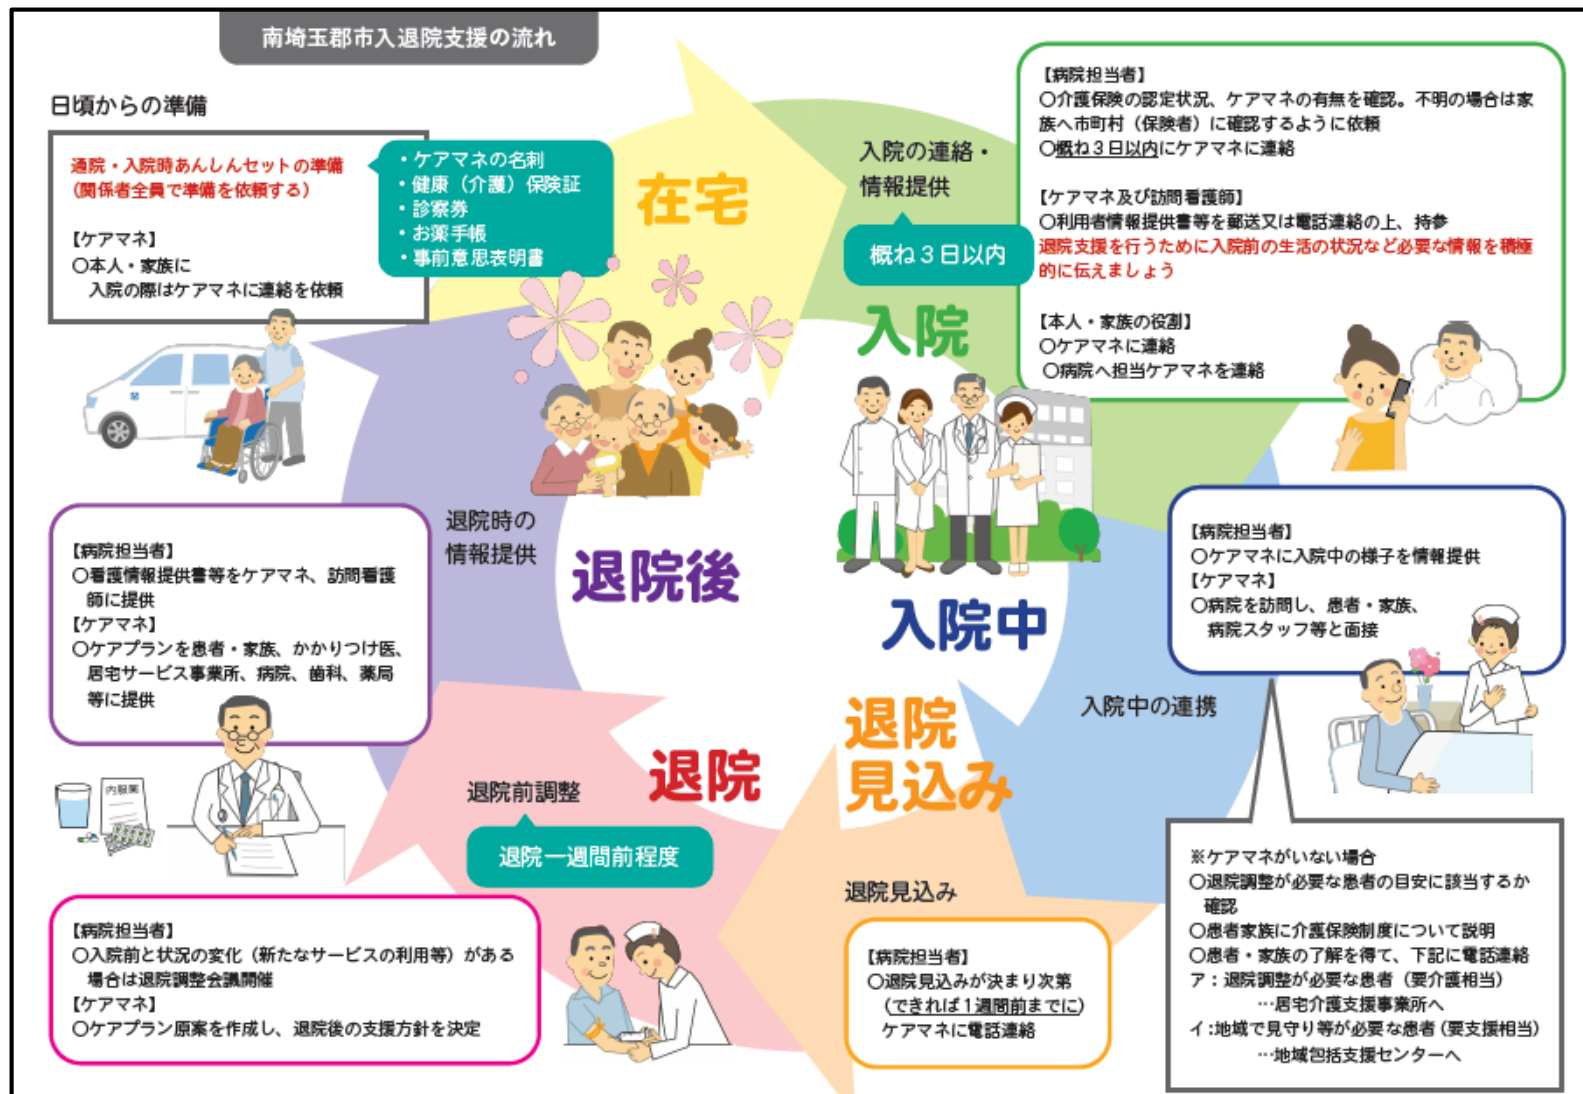 南埼玉郡市入退院支援の流れ
日頃からの準備
通院・入院時あんしんセットの準備
(関係者全員で準備を依頼する)
【ケアマネ】
○本人・家族に
入院の際はケアマネに連絡を依頼
・ケアマネの名刺
・健康（介護）保険証
・診察券
・お薬手帳
・事前意思表明書
在宅
入院の連絡・
情報提供
概ね３日以内
入院
【病院担当者】
○介護保険の認定状況、ケアマネの有無を確認。不明の場合は家
族へ市町村（保険者）に確認するように依頼
○概ね３日以内にケアマネに連絡
【ケアマネ及び訪問看護師】
○利用者情報提供書等を郵送又は電話連絡の上、持参
退院支援を行うために入院前の生活の状況など必要な情報を積極
的に伝えましょう
【本人・家族の役割】
○ケアマネに連絡
○病院へ担当ケアマネを連絡
【病院担当者】
○ケアマネに入院中の様子を情報提供
【ケアマネ】
○病院を訪問し、患者・家族、
病院スタッフ等と面接
入院中
入院中の連携
※ケアマネがいない場合
○退院調整が必要な患者の目安に該当するか
確認
○患者家族に介護保険制度について説明
○患者・家族の了解を得て、下記に電話連絡
ア：退院調整が必要な患者（要介護相当）
…居宅介護支援事業所へ
イ：地域で見守り等が必要な患者（要支援相当）
…地域包括支援センターへ
退院
見込み
退院見込み
【病院担当者】
○退院見込みが決まり次第
（できれば１週間前までに）
ケアマネに電話連絡
退院
退院前調整
退院一週間前程度
【病院担当者】
○入院前と状況の変化（新たなサービスの利用等）がある
場合は退院調整会議開催
【ケアマネ】
○ケアプラン原案を作成し、退院後の支援方針を決定
退院後
退院時の
情報提供
【病院担当者】
○看護情報提供書等をケアマネ、訪問看護
師に提供
【ケアマネ】
○ケアプランを患者・家族、かかりつけ医、
居宅サービス事業所、病院、歯科、薬局
等に提供
内服薬